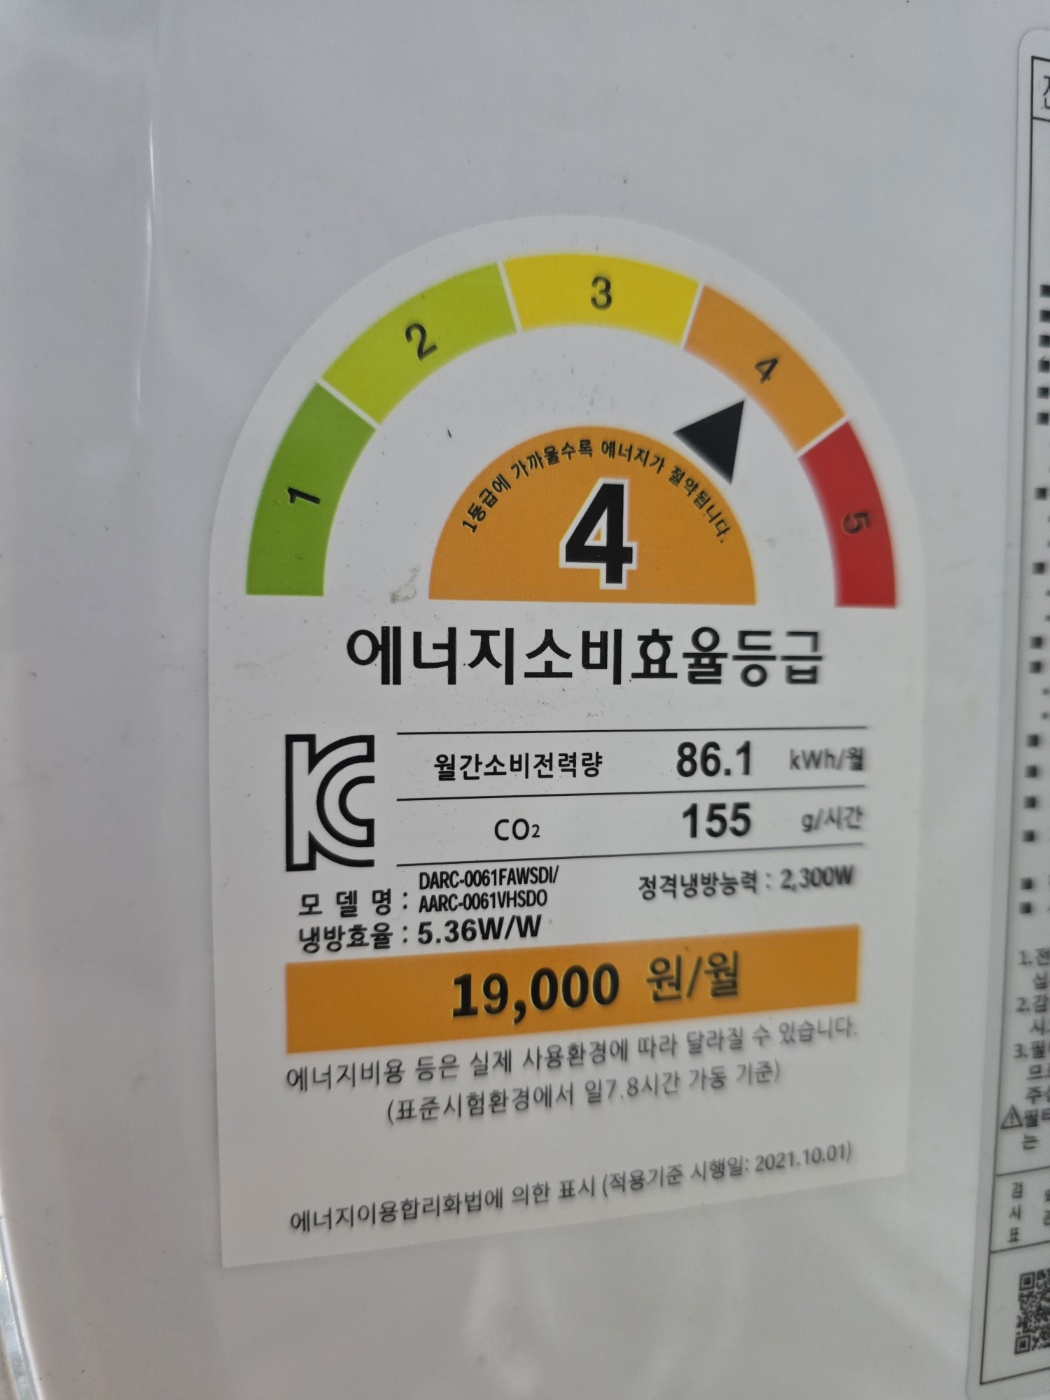 1
2
3
4
5
1등급에 가까울수록 에너지가 절약됩니다.
4
에너지소비효율등급
월간소비전력량 86.1 kWh/월
CO₂ 155 g/시간
모 델 명 : DARC-0061FAWSDI/
AARC-0061VHSDO
정격냉방능력 : 2,300W
냉방효율 : 5.36W/W
19,000 원/월
에너지비용 등은 실제 사용환경에 따라 달라질 수 있습니다.
(표준시험환경에서 일7.8시간 가동 기준)
에너지이용합리화법에 의한 표시 (적용기준 시행일: 2021.10.01)
1.전
2.감
3.필